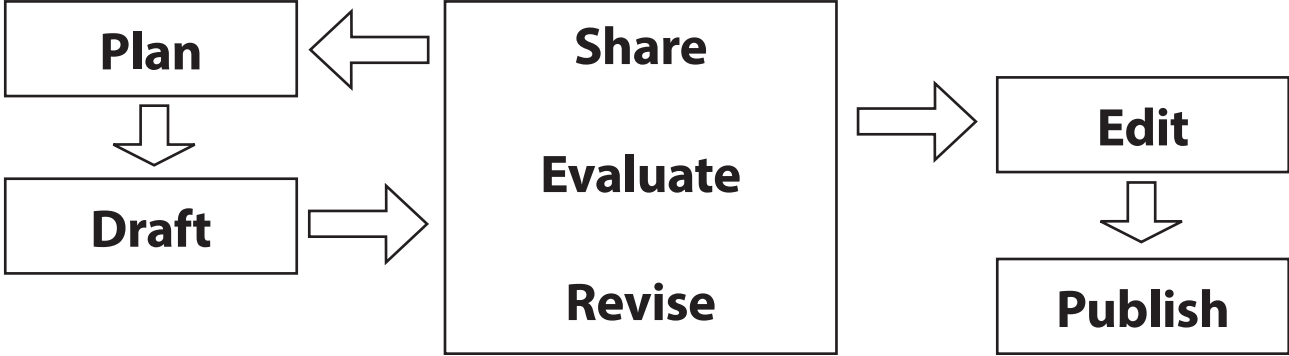 Plan
Draft
Share
Evaluate
Revise
Edit
Publish